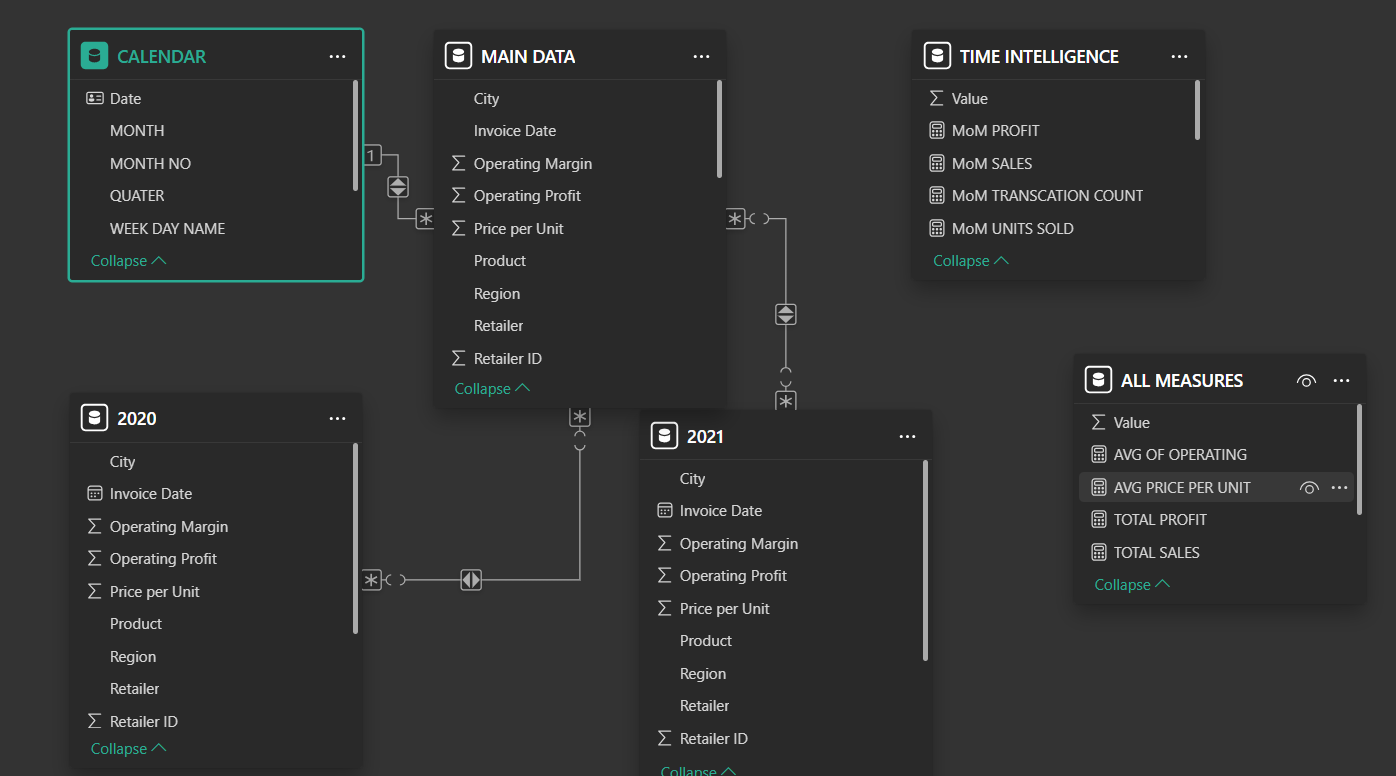 CALENDAR
Date
MONTH
MONTH NO
QUATER
WEEK DAY NAME
Collapse
1
*
MAIN DATA
City
Invoice Date
Operating Margin
Operating Profit
Price per Unit
Product
Region
Retailer
Retailer ID
Collapse
*
*
TIME INTELLIGENCE
Value
MoM PROFIT
MoM SALES
MoM TRANSCATION COUNT
MoM UNITS SOLD
Collapse
2020
City
Invoice Date
Operating Margin
Operating Profit
Price per Unit
Product
Region
Retailer
Retailer ID
Collapse
*
*
2021
City
Invoice Date
Operating Margin
Operating Profit
Price per Unit
Product
Region
Retailer
Retailer ID
Collapse
ALL MEASURES
Value
AVG OF OPERATING
AVG PRICE PER UNIT
TOTAL PROFIT
TOTAL SALES
Collapse